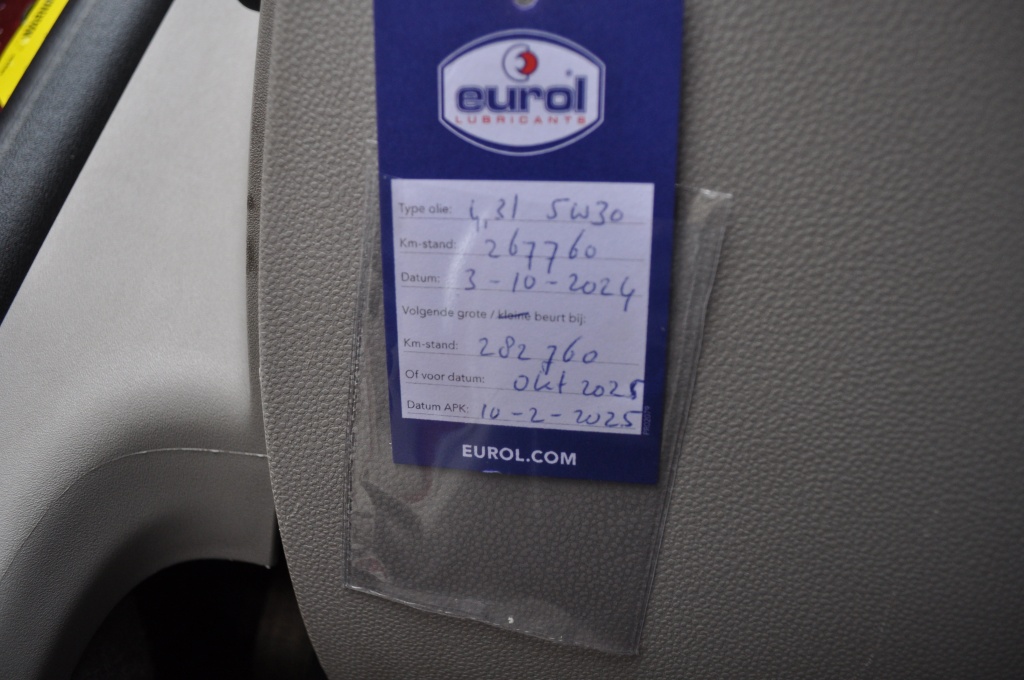 eurol
LUBRICANTS
Type olie: 4,3l 5W30
Km-stand: 267760
Datum: 3-10-2024
Volgende grote / kleine beurt bij:
Km-stand: 282760
Of voor datum: Okt 2025
Datum APK: 10-2-2025
EUROL.COM